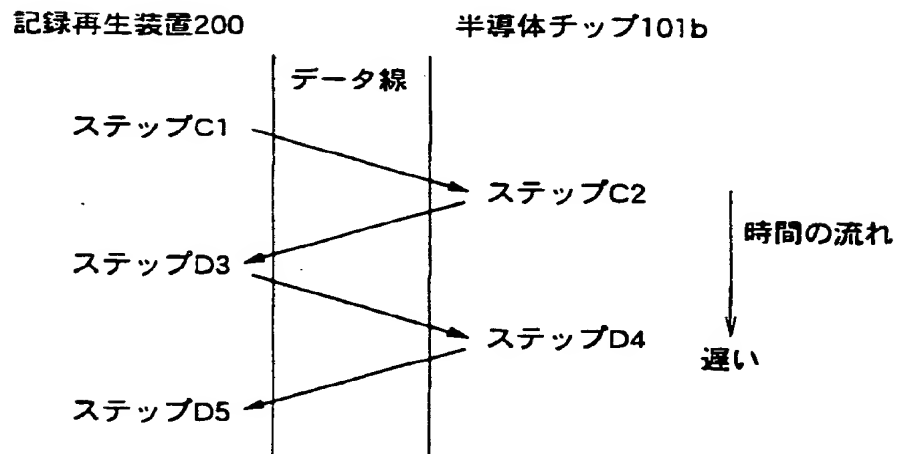 記録再生装置200
半導体チップ101b
データ線
ステップC1
ステップC2
時間の流れ
ステップD3
ステップD4
遅い
ステップD5